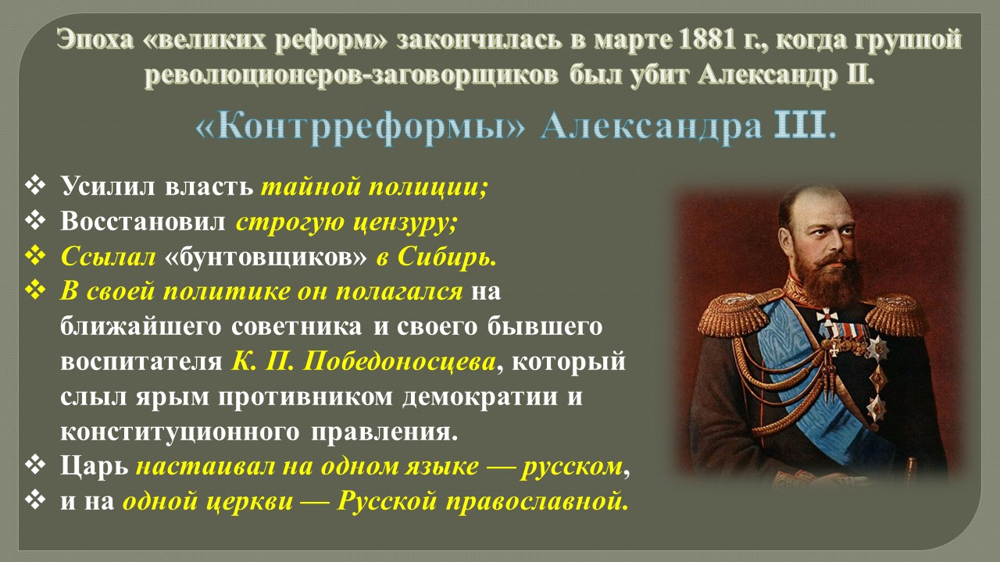 Эпоха «великих реформ» закончилась в марте 1881 г., когда группой
революционеров-заговорщиков был убит Александр II.
«Контрреформы» Александра III.
❖ Усилил власть тайной полиции;
❖ Восстановил строгую цензуру;
❖ Ссылал «бунтовщиков» в Сибирь.
❖ В своей политике он полагался на
ближайшего советника и своего бывшего
воспитателя К. П. Победоносцева, который
слыл ярым противником демократии и
конституционного правления.
❖ Царь настаивал на одном языке — русском,
❖ и на одной церкви — Русской православной.